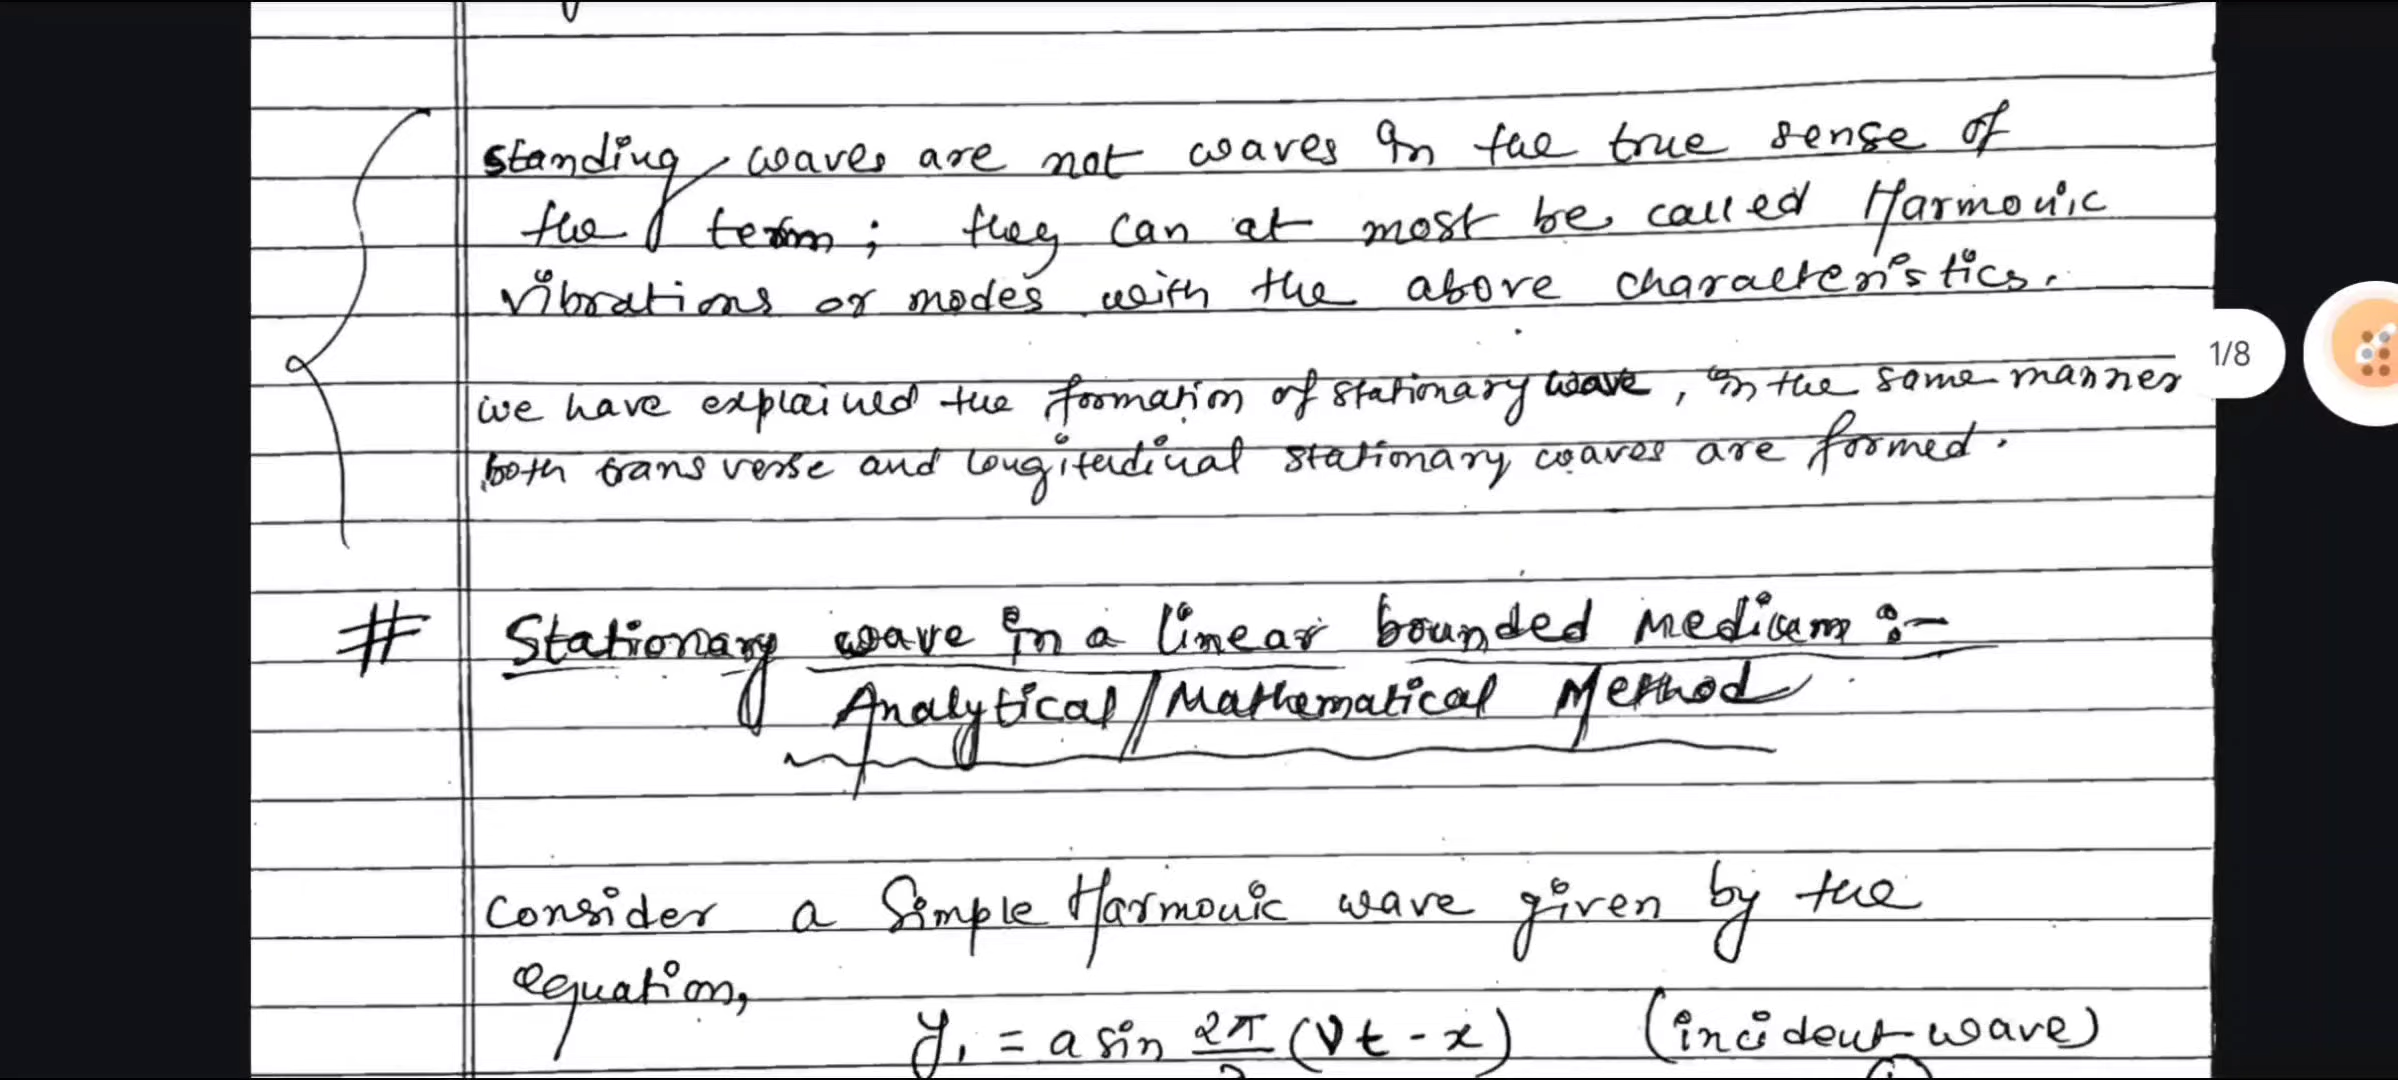 standing waves are not waves in the true sense of
the term; they can at most be called Harmonic
vibrations or modes with the above characteristics.
1/8
we have explained the formation of stationary wave, in the same manner
both transverse and longitudinal stationary waves are formed.
# Stationary wave in a linear bounded Medium :-
Analytical/Mathematical Method
Consider a Simple Harmonic wave given by the
equation,
y₁ = a sin 2π (vt - x) (incident wave)